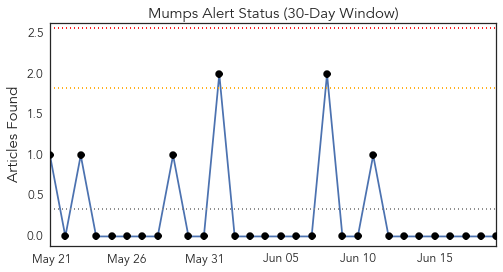 Mumps Alert Status (30-Day Window)
Articles Found
2.5
2.0
1.5
1.0
0.5
0.0
May 21 May 26 May 31 Jun 05 Jun 10 Jun 15